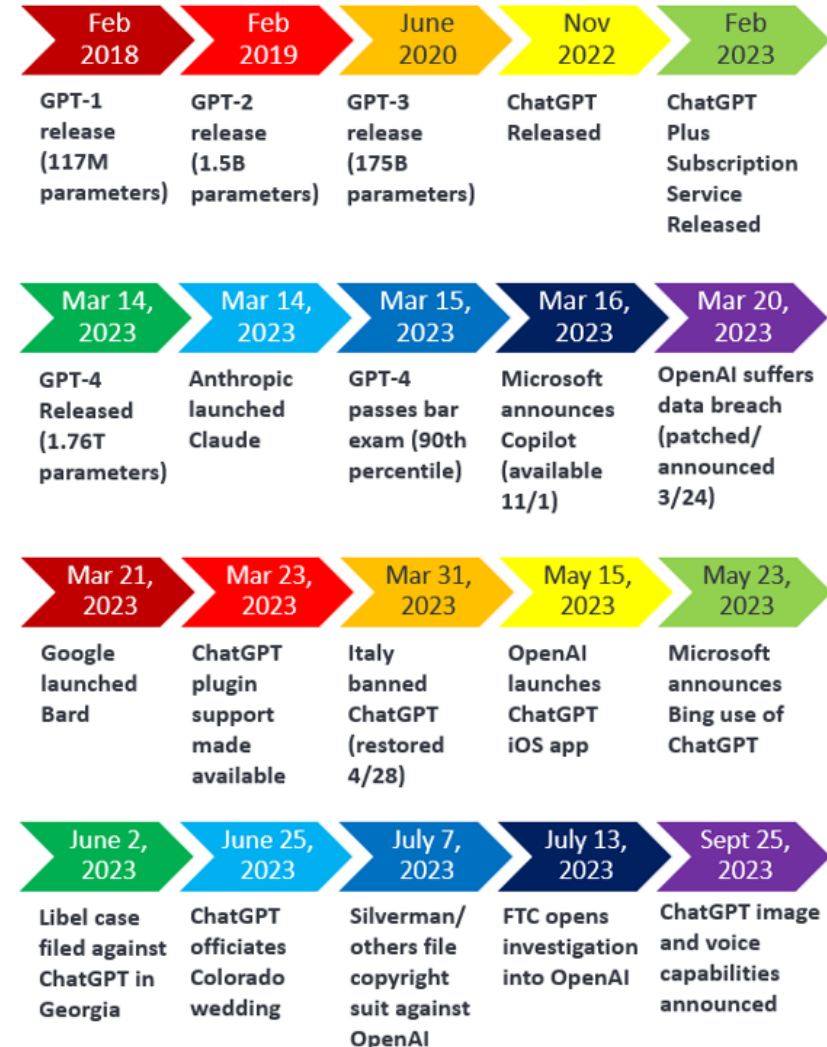 Feb
2018
GPT-1
release
(117M
parameters)
Feb
2019
GPT-2
release
(1.5B
parameters)
June
2020
GPT-3
release
(175B
parameters)
Nov
2022
ChatGPT
Released
Feb
2023
ChatGPT
Plus
Subscription
Service
Released
Mar 14,
2023
GPT-4
Released
(1.76T
parameters)
Mar 14,
2023
Anthropic
launched
Claude
Mar 15,
2023
GPT-4
passes bar
exam (90th
percentile)
Mar 16,
2023
Microsoft
announces
Copilot
(available
11/1)
Mar 20,
2023
OpenAI suffers
data breach
(patched/
announced
3/24)
Mar 21,
2023
Google
launched
Bard
Mar 23,
2023
ChatGPT
plugin
support
made
available
Mar 31,
2023
Italy
banned
ChatGPT
(restored
4/28)
May 15,
2023
OpenAI
launches
ChatGPT
iOS app
May 23,
2023
Microsoft
announces
Bing use of
ChatGPT
June 2,
2023
Libel case
filed against
ChatGPT in
Georgia
June 25,
2023
ChatGPT
officiates
Colorado
wedding
July 7,
2023
Silverman/
others file
copyright
suit against
OpenAI
July 13,
2023
FTC opens
investigation
into OpenAI
Sept 25,
2023
ChatGPT image
and voice
capabilities
announced